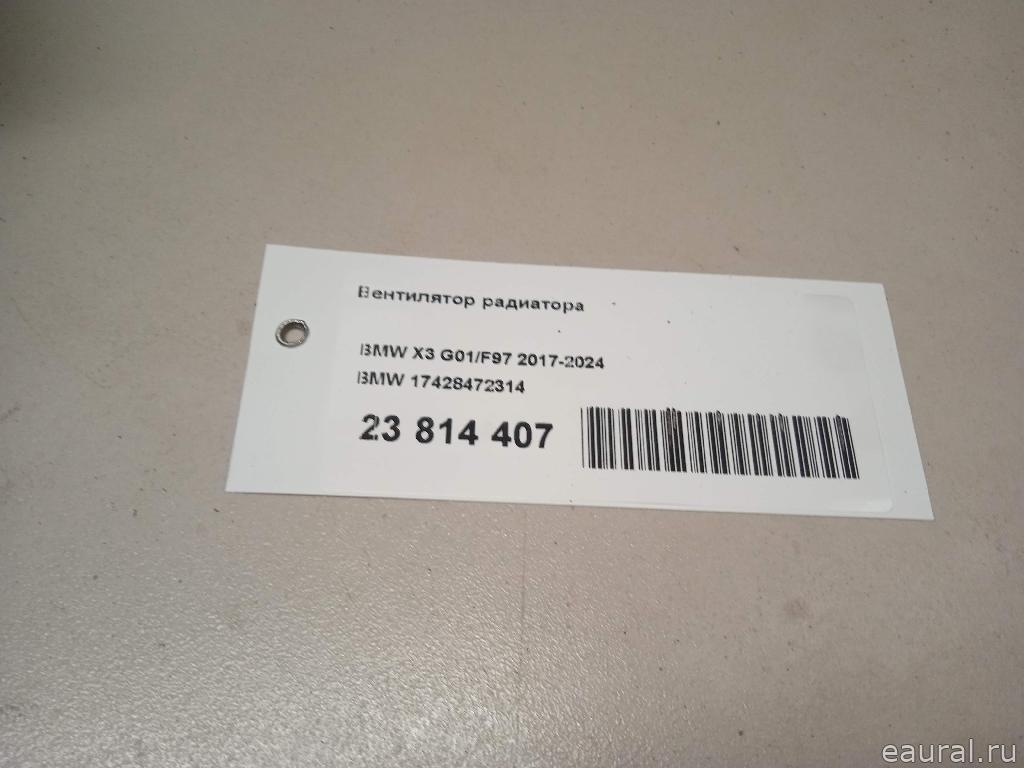 Вентилятор радиатора
BMW X3 G01/F97 2017-2024
BMW 17428472314
23 814 407
eaural.ru